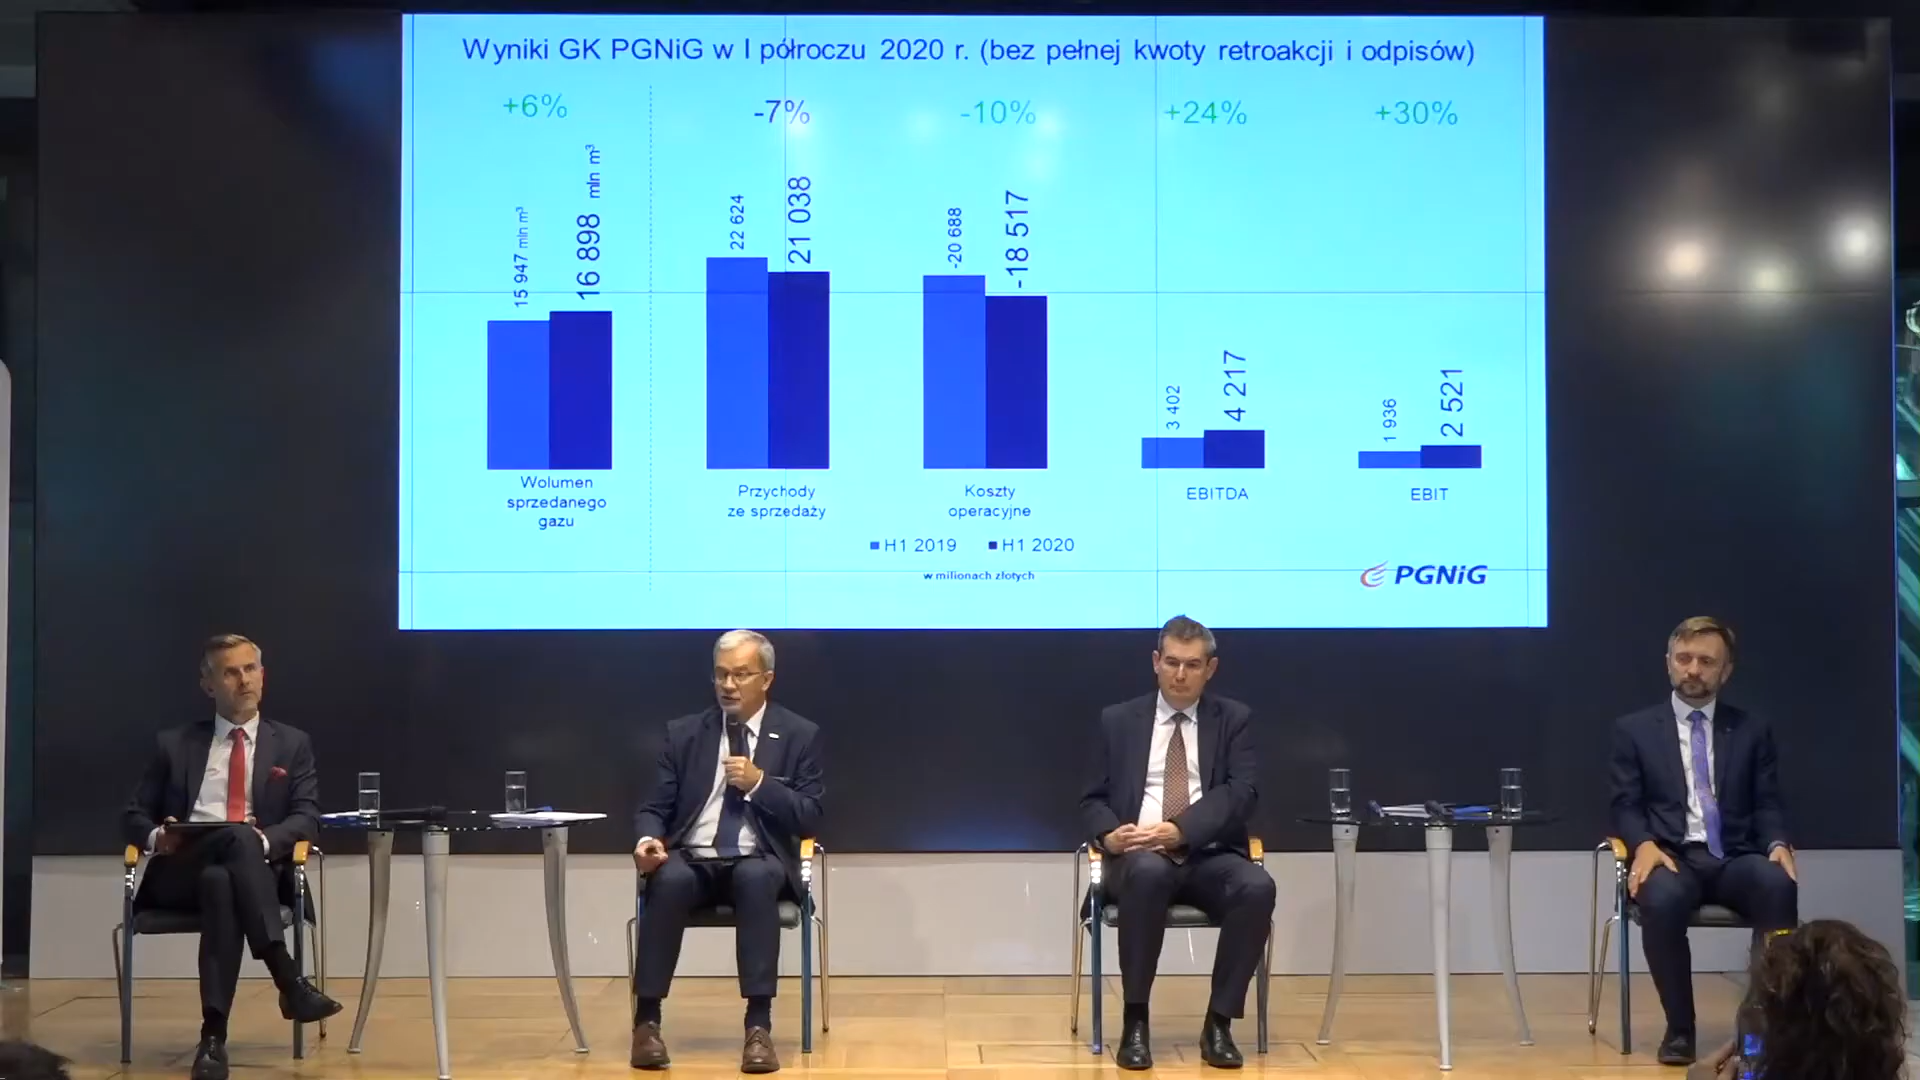 Wyniki GK PGNiG w I półroczu 2020 r. (bez pełnej kwoty retroakcji i odpisów)
+6%
-7%
-10%
+24%
+30%
15 947 mln m³
16 898 mln m³
22 624
21 038
-20 688
-18 517
3 402
4 217
1 936
2 521
Wolumen
sprzedanego
gazu
Przychody
ze sprzedaży
Koszty
operacyjne
EBITDA
EBIT
H1 2019
H1 2020
w milionach złotych
PGNiG